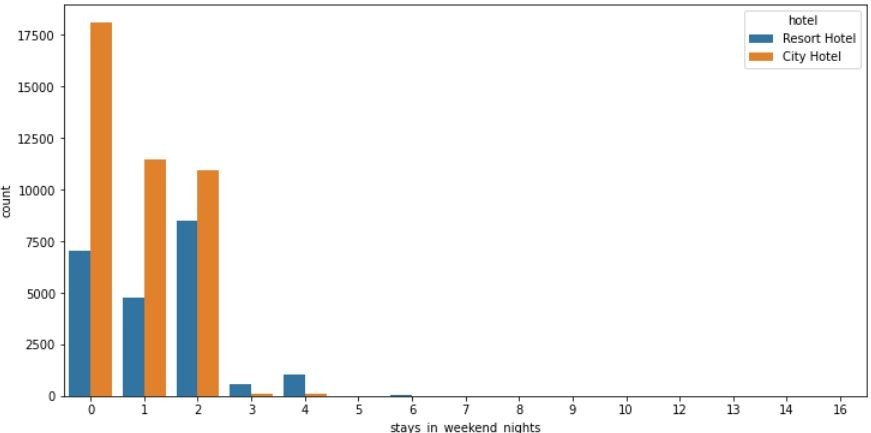 hotel
Resort Hotel
City Hotel
17500
15000
12500
10000
7500
5000
2500
0
count
0 1 2 3 4 5 6 7 8 9 10 12 13 14 16
stays_in_weekend_nights